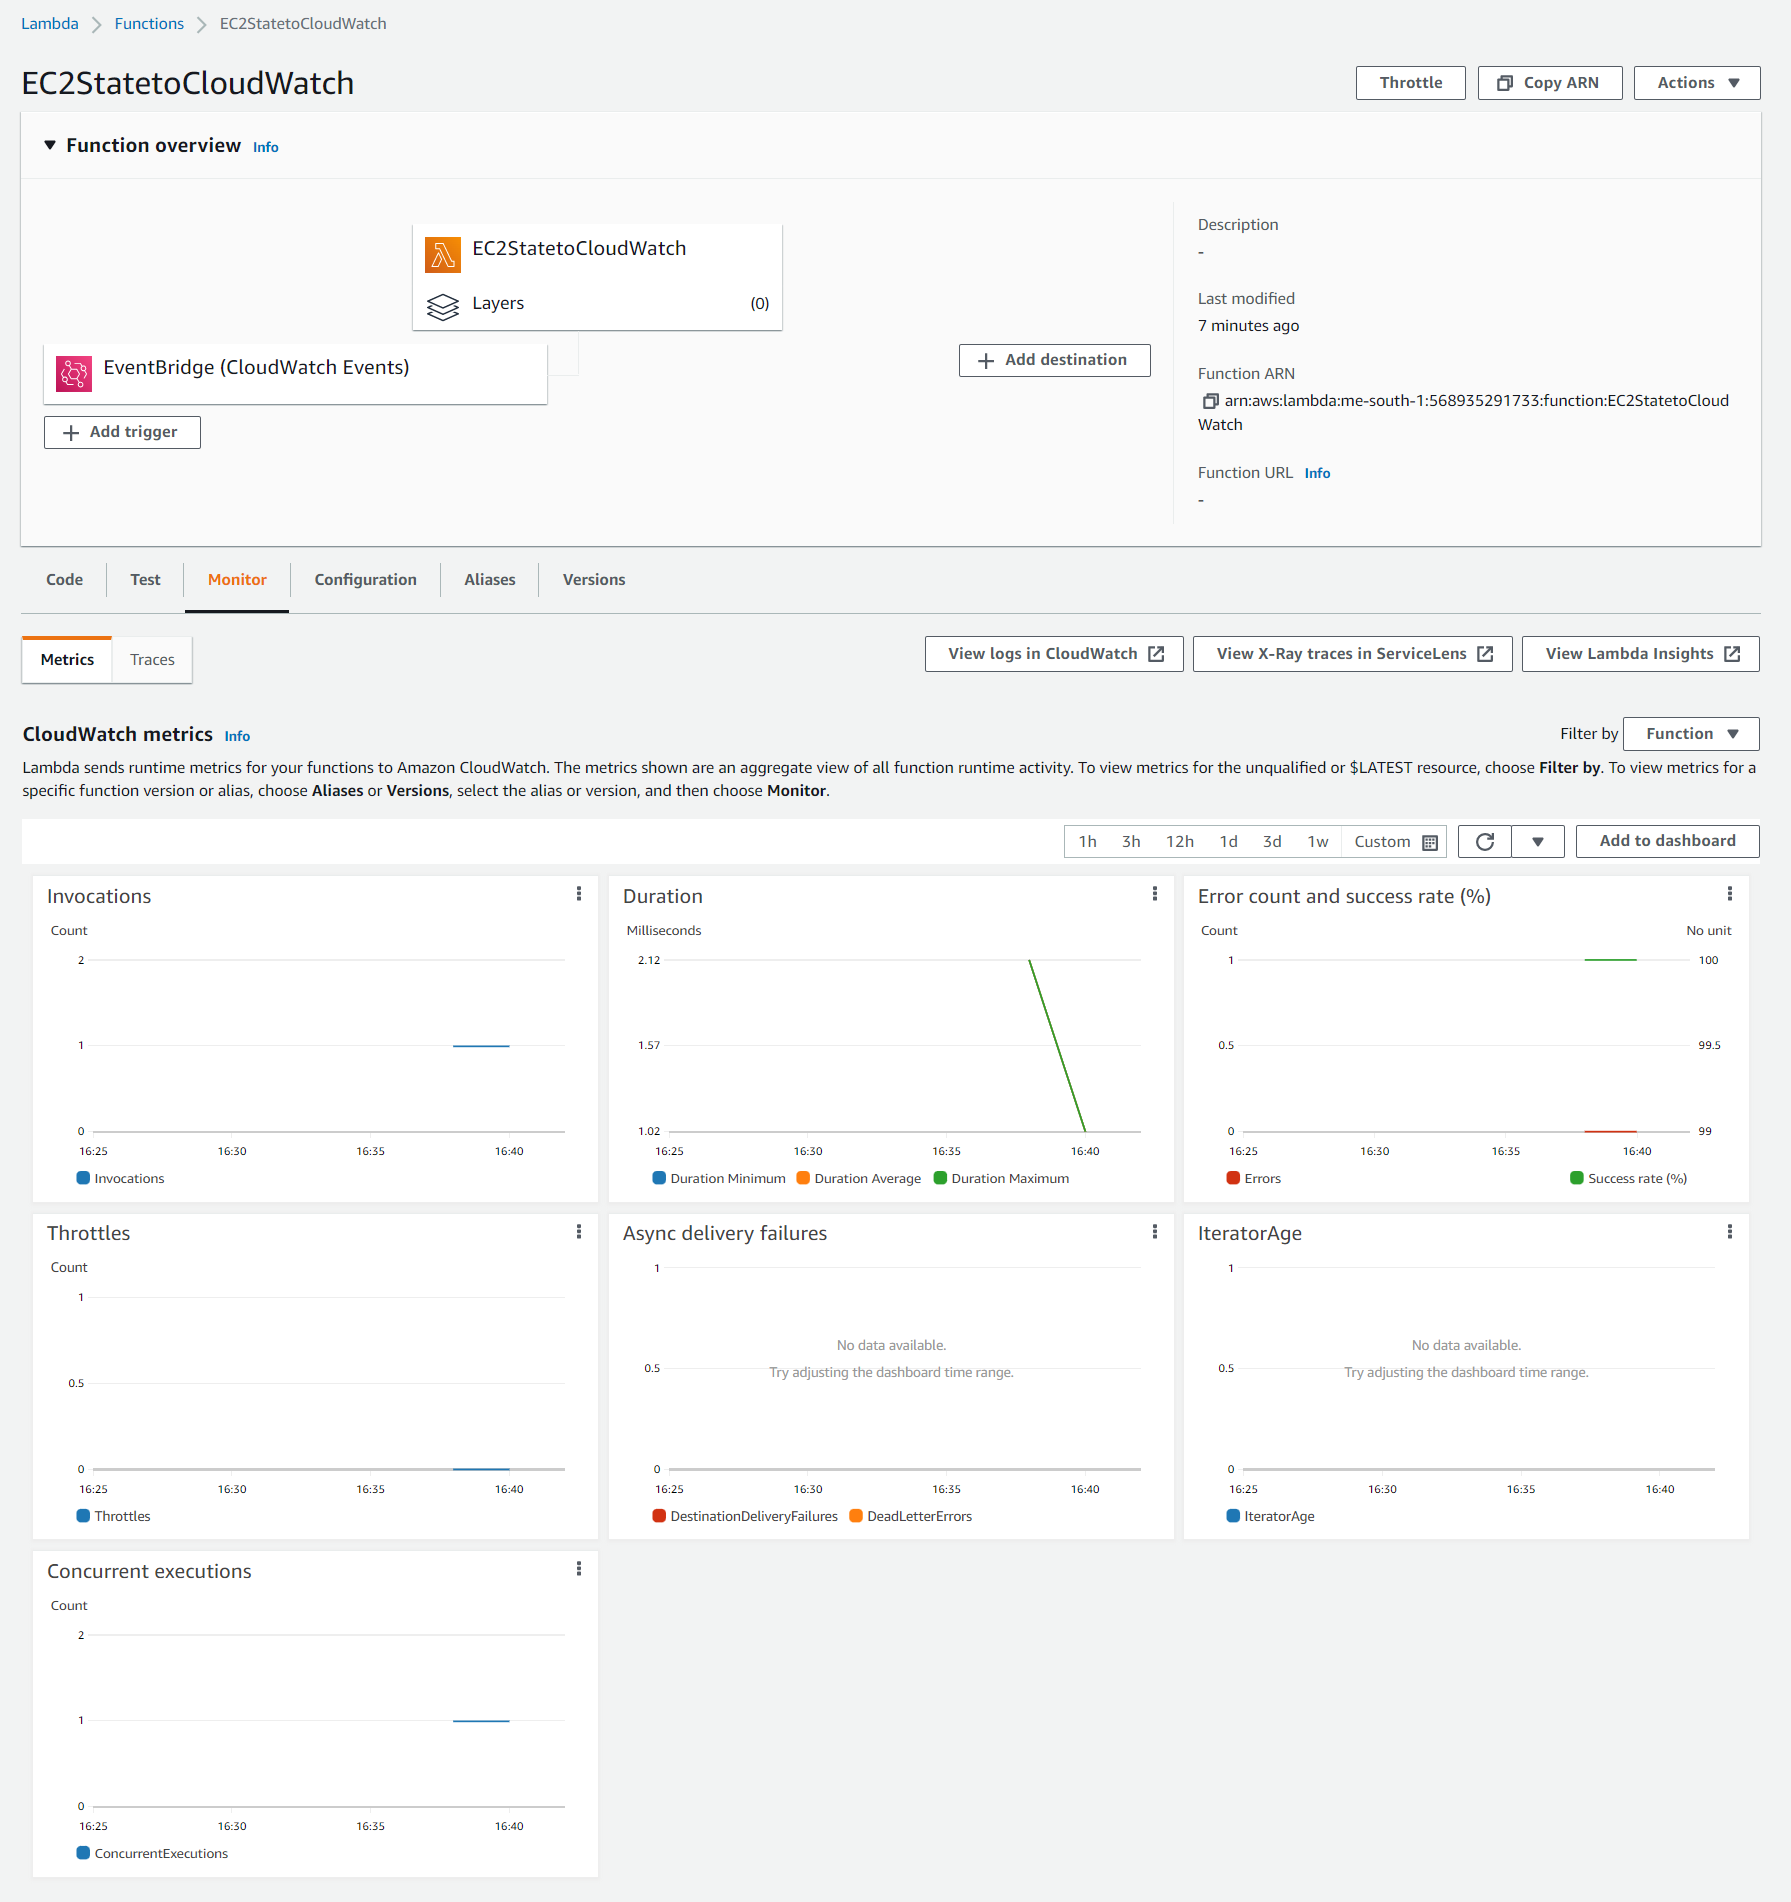 Lambda > Functions > EC2StatetoCloudWatch
EC2StatetoCloudWatch
Throttle
Copy ARN
Actions
Function overview Info
EC2StatetoCloudWatch
Layers (0)
EventBridge (CloudWatch Events)
Add trigger
Add destination
Description
-
Last modified
7 minutes ago
Function ARN
arn:aws:lambda:me-south-1:568935291733:function:EC2StatetoCloud
Watch
Function URL Info
-
Code Test Monitor Configuration Aliases Versions
Metrics Traces
View logs in CloudWatch
View X-Ray traces in ServiceLens
View Lambda Insights
CloudWatch metrics Info
Filter by Function
Lambda sends runtime metrics for your functions to Amazon CloudWatch. The metrics shown are an aggregate view of all function runtime activity. To view metrics for the unqualified or $LATEST resource, choose Filter by. To view metrics for a
specific function version or alias, choose Aliases or Versions, select the alias or version, and then choose Monitor.
1h 3h 12h 1d 3d 1w Custom
Add to dashboard
Invocations
Count
2
1
0
16:25 16:30 16:35 16:40
Invocations
Duration
Milliseconds
2.12
1.57
1.02
16:25 16:30 16:35 16:40
Duration Minimum Duration Average Duration Maximum
Error count and success rate (%)
Count No unit
1 100
0.5 99.5
0 99
16:25 16:30 16:35 16:40
Errors Success rate (%)
Throttles
Count
1
0.5
0
16:25 16:30 16:35 16:40
Throttles
Async delivery failures
1
No data available.
0.5
Try adjusting the dashboard time range.
0
16:25 16:30 16:35 16:40
DestinationDeliveryFailures DeadLetterErrors
IteratorAge
1
No data available.
0.5
Try adjusting the dashboard time range.
0
16:25 16:30 16:35 16:40
IteratorAge
Concurrent executions
Count
2
1
0
16:25 16:30 16:35 16:40
ConcurrentExecutions